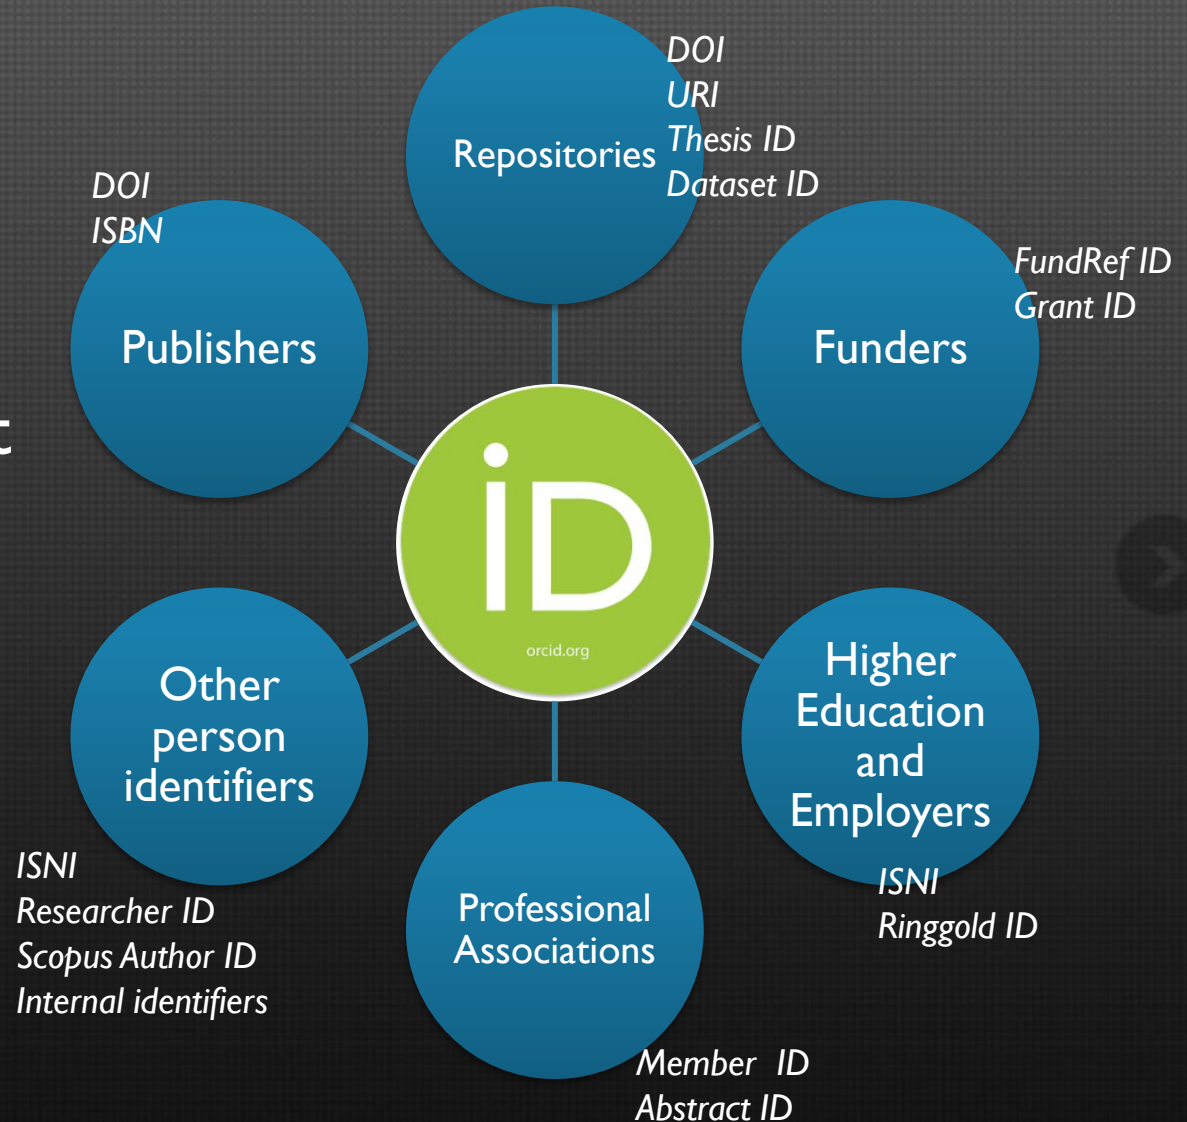 DOI
URI
Thesis ID
Dataset ID
Repositories
DOI
ISBN
Publishers
FundRef ID
Grant ID
Funders
t
iD
orcid.org
Other
person
identifiers
ISNI
Researcher ID
Scopus Author ID
Internal identifiers
Higher
Education
and
Employers
ISNI
Ringgold ID
Professional
Associations
Member ID
Abstract ID